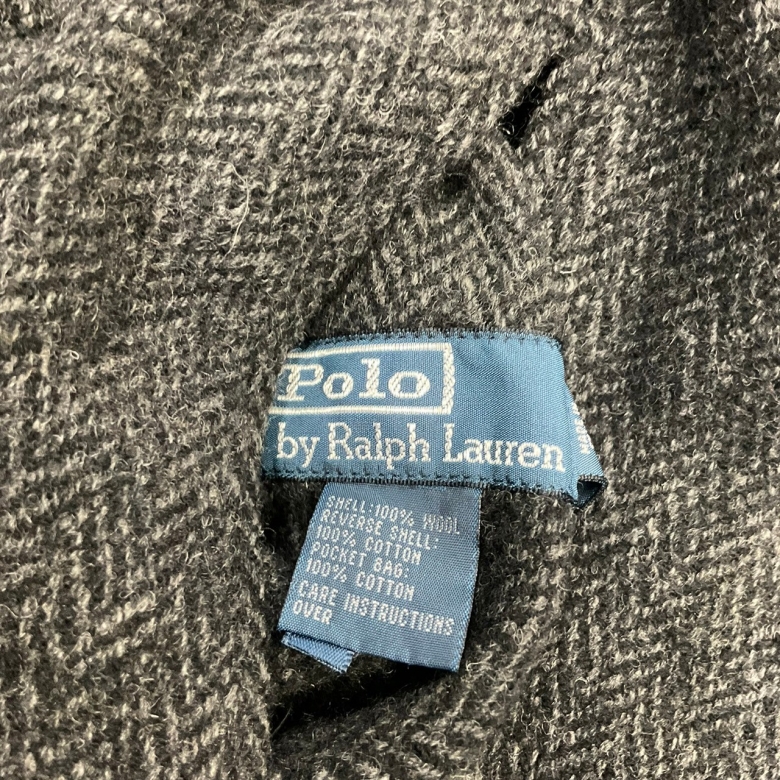 Polo
by Ralph Lauren
SHELL: 100% WOOL
REVERSE SHELL:
100% COTTON
POCKET BAG:
100% COTTON
CARE INSTRUCTIONS
OVER